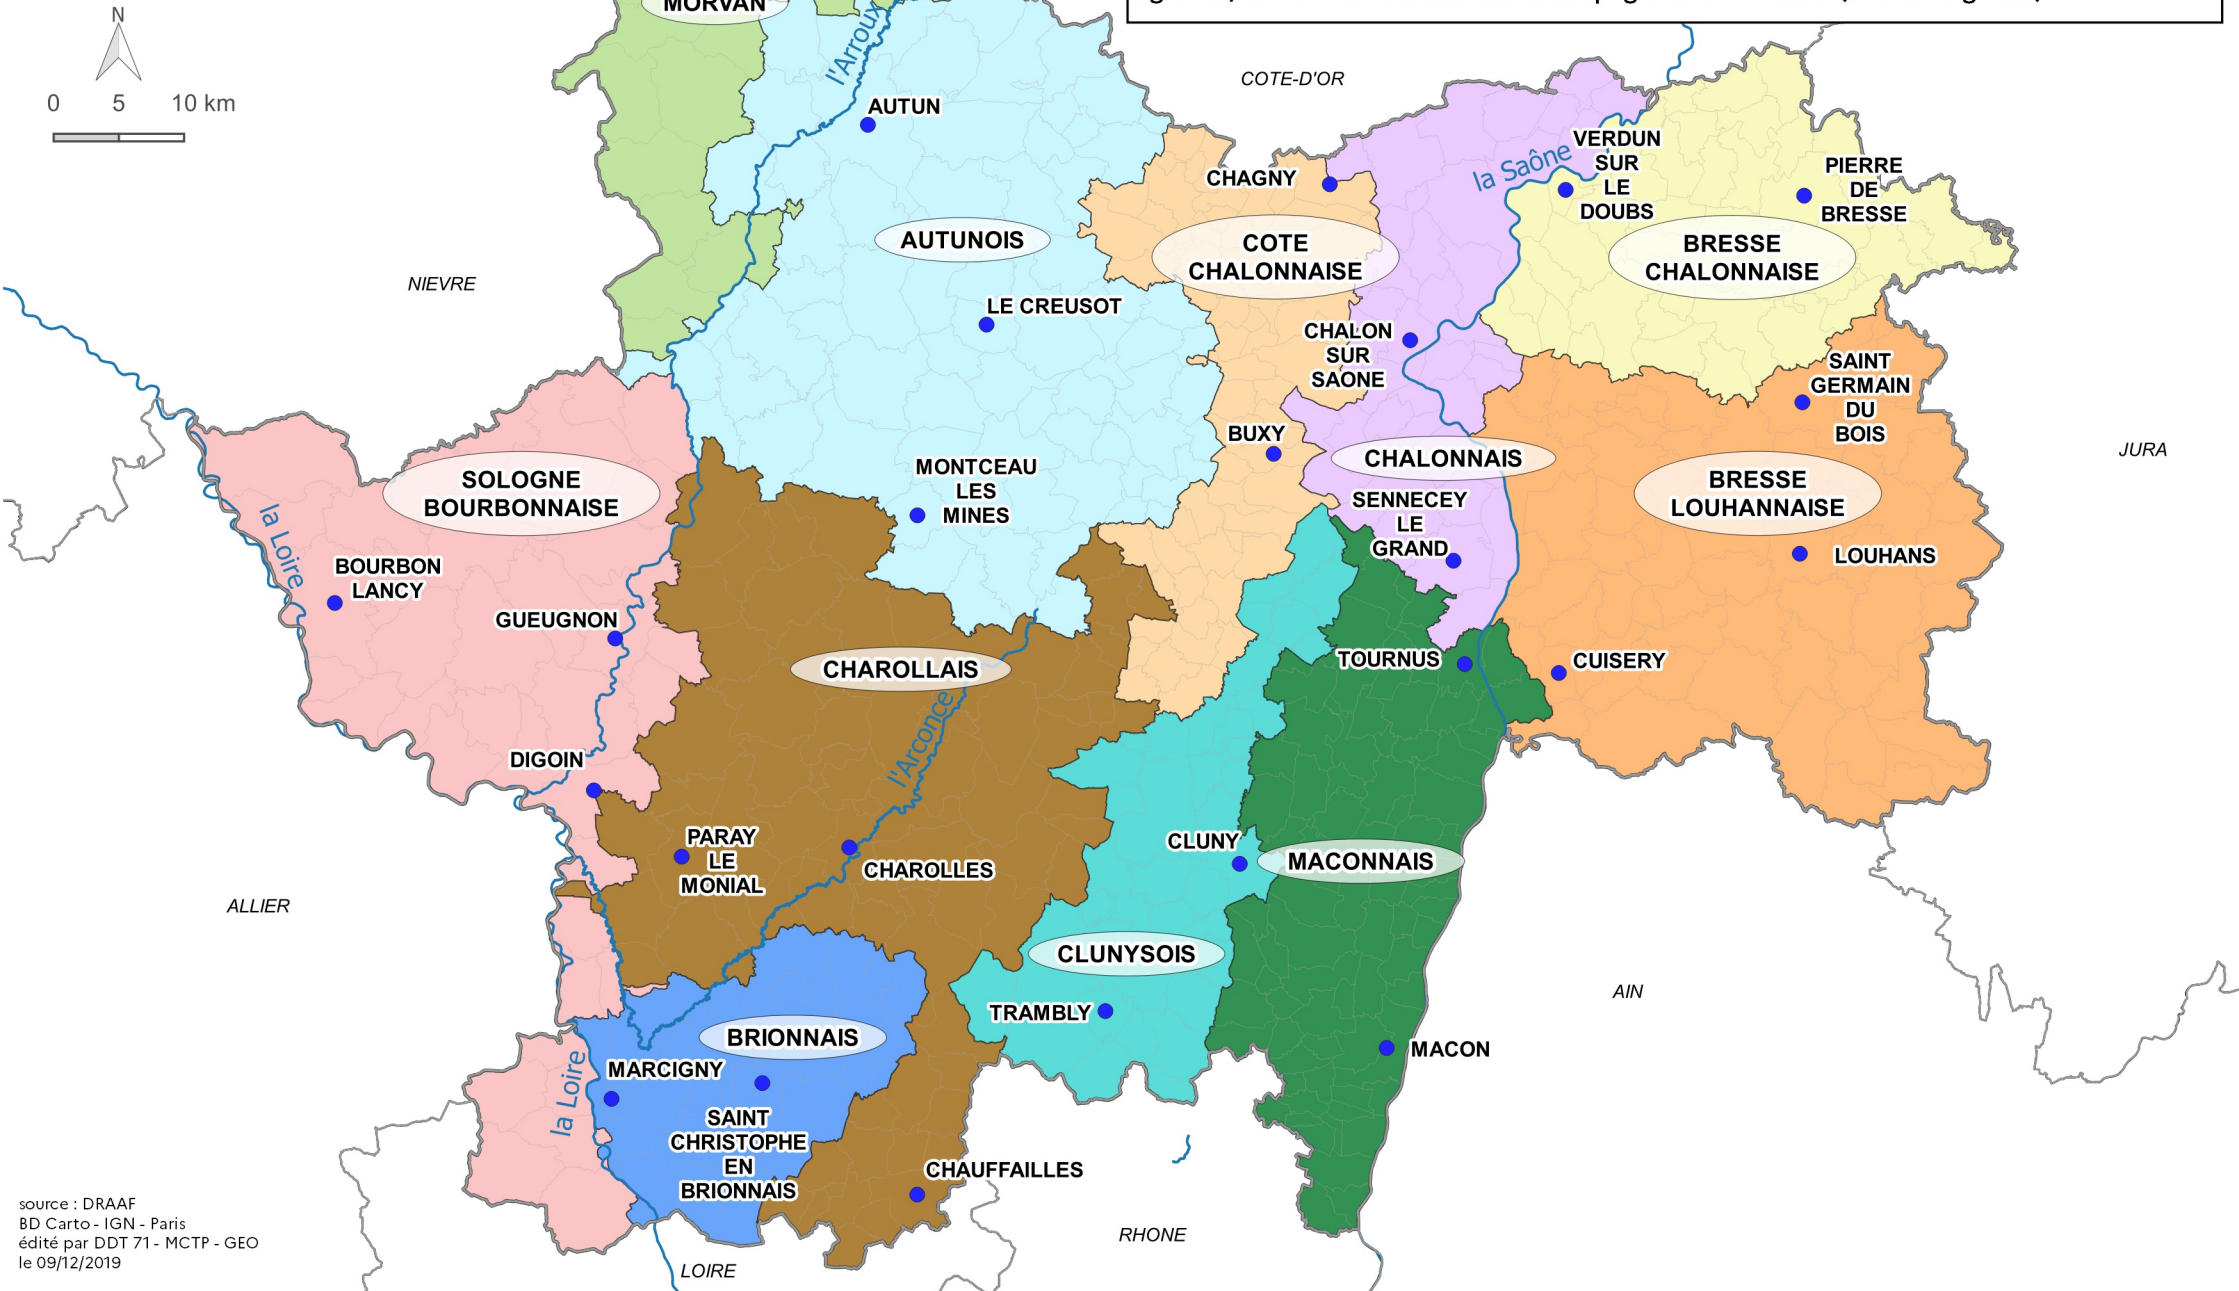 MORVAN
N
0 5 10 km
l'Arroux
AUTUN
COTE-D'OR
la Saône
VERDUN
SUR
LE
DOUBS
PIERRE
DE
BRESSE
CHAGNY
AUTUNOIS
COTE
CHALONNAISE
BRESSE
CHALONNAISE
NIEVRE
LE CREUSOT
CHALON
SUR
SAONE
SAINT
GERMAIN
DU
BOIS
BUXY
CHALONNAIS
JURA
MONTCEAU
LES
MINES
SOLOGNE
BOURBONNAISE
SENNECEY
LE
GRAND
BRESSE
LOUHANNAISE
la Loire
BOURBON
LANCY
LOUHANS
GUEUGNON
CHAROLLAIS
TOURNUS
CUISERY
l'Arconce
DIGOIN
PARAY
LE
MONIAL
CHAROLLES
CLUNY
MACONNAIS
ALLIER
CLUNYSOIS
AIN
TRAMBLY
BRIONNAIS
MACON
la Loire
MARCIGNY
SAINT
CHRISTOPHE
EN
BRIONNAIS
CHAUFFAILLES
RHONE
LOIRE
source : DRAAF
BD Carto - IGN - Paris
édité par DDT 71 - MCTP - GEO
le 09/12/2019